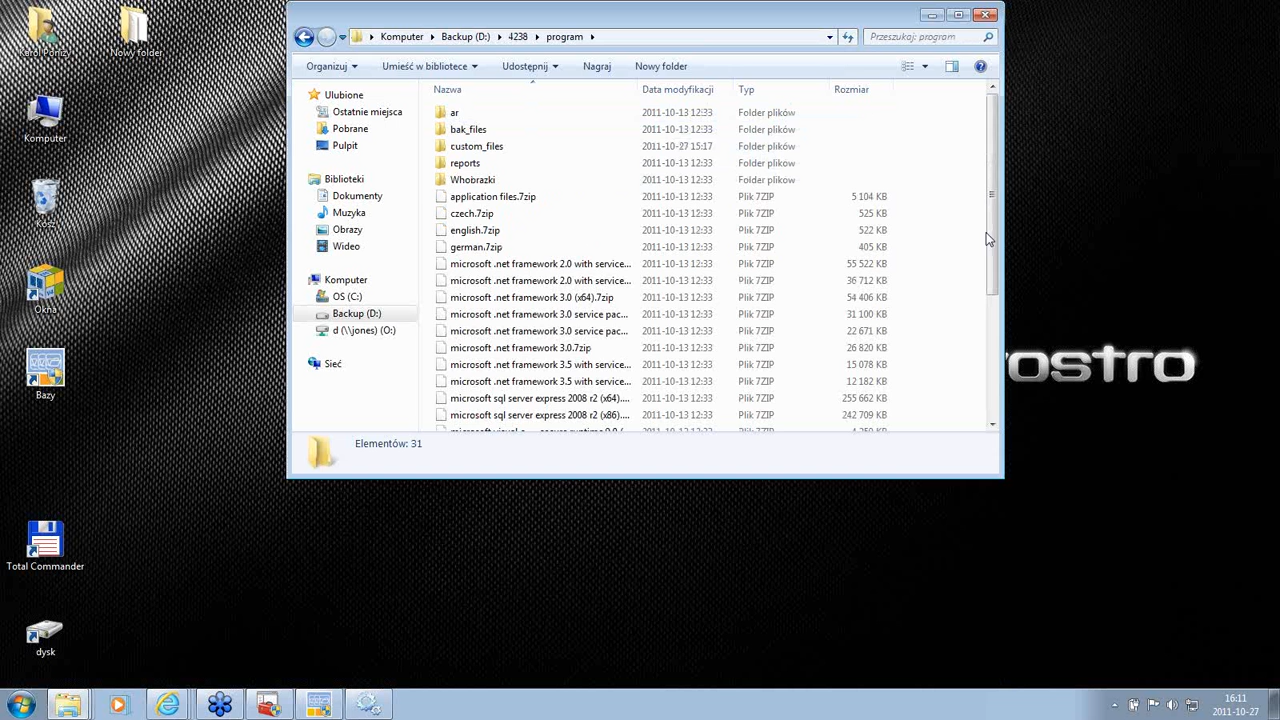 Nowy folder
Komputer
Okna
Bazy
Total Commander
dysk
Komputer Backup (D:) 4238 program
Przeszukaj: program
Organizuj Umieść w bibliotece Udostępnij Nagraj Nowy folder
Ulubione
Ostatnie miejsca
Pobrane
Pulpit
Biblioteki
Dokumenty
Muzyka
Obrazy
Wideo
Komputer
OS (C:)
Backup (D:)
d (\\jones) (O:)
Sieć
Nazwa Data modyfikacji Typ Rozmiar
ar 2011-10-13 12:33 Folder plików
bak_files 2011-10-13 12:33 Folder plików
custom_files 2011-10-27 15:17 Folder plików
reports 2011-10-13 12:33 Folder plików
Whobrazki 2011-10-13 12:33 Folder plików
application files.7zip 2011-10-13 12:33 Plik 7ZIP 5 104 KB
czech.7zip 2011-10-13 12:33 Plik 7ZIP 525 KB
english.7zip 2011-10-13 12:33 Plik 7ZIP 522 KB
german.7zip 2011-10-13 12:33 Plik 7ZIP 405 KB
microsoft .net framework 2.0 with service... 2011-10-13 12:33 Plik 7ZIP 55 522 KB
microsoft .net framework 2.0 with service... 2011-10-13 12:33 Plik 7ZIP 36 712 KB
microsoft .net framework 3.0 (x64).7zip 2011-10-13 12:33 Plik 7ZIP 54 406 KB
microsoft .net framework 3.0 service pac... 2011-10-13 12:33 Plik 7ZIP 31 100 KB
microsoft .net framework 3.0 service pac... 2011-10-13 12:33 Plik 7ZIP 22 671 KB
microsoft .net framework 3.0.7zip 2011-10-13 12:33 Plik 7ZIP 26 820 KB
microsoft .net framework 3.5 with service... 2011-10-13 12:33 Plik 7ZIP 15 078 KB
microsoft .net framework 3.5 with service... 2011-10-13 12:33 Plik 7ZIP 12 182 KB
microsoft sql server express 2008 r2 (x64).... 2011-10-13 12:33 Plik 7ZIP 255 662 KB
microsoft sql server express 2008 r2 (x86).... 2011-10-13 12:33 Plik 7ZIP 242 709 KB
Elementów: 31
ostro
16:11
2011-10-27